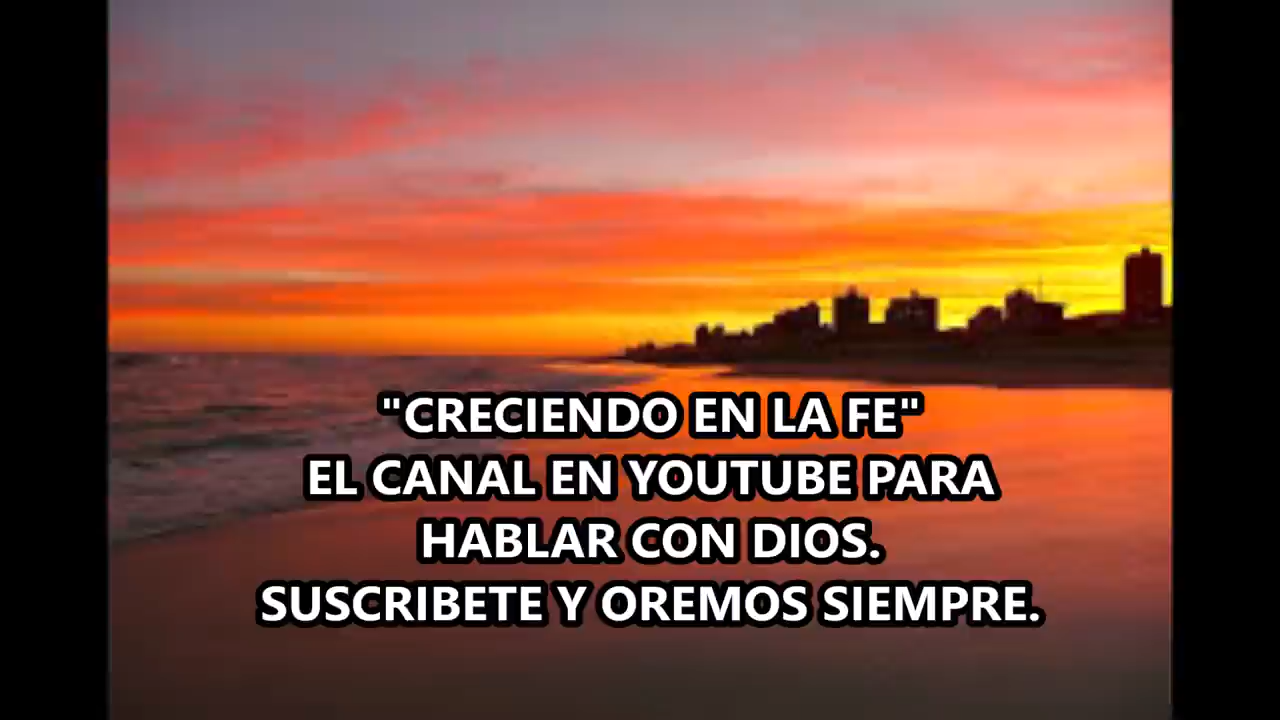 "CRECIENDO EN LA FE"
EL CANAL EN YOUTUBE PARA
HABLAR CON DIOS.
SUSCRIBETE Y OREMOS SIEMPRE.